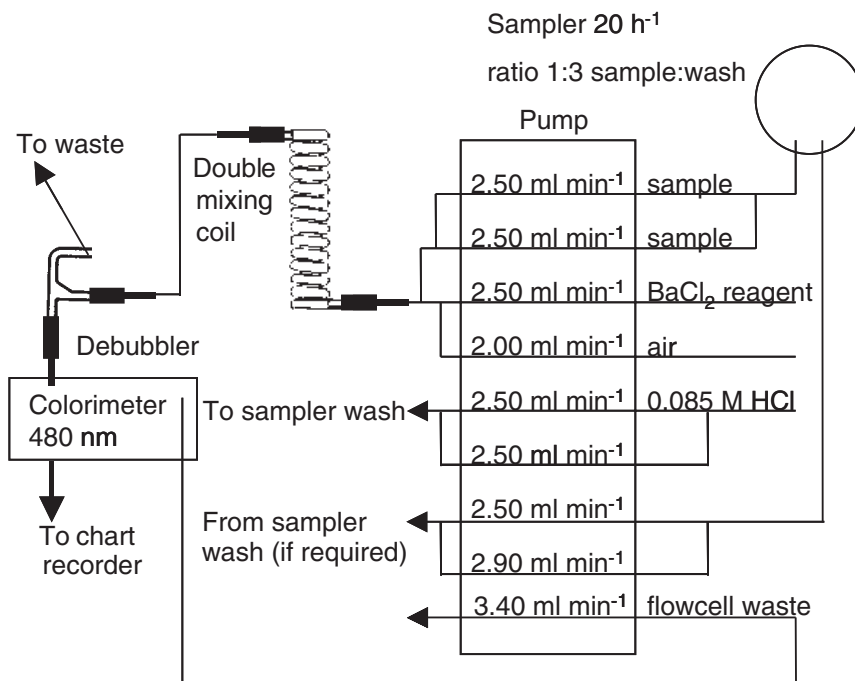 Sampler 20 h-1
ratio 1:3 sample:wash
Pump
To waste
Double
mixing
coil
2.50 ml min-1 sample
2.50 ml min-1 sample
2.50 ml min-1 BaCl2 reagent
2.00 ml min-1 air
Debubbler
Colorimeter
480 nm
To sampler wash
2.50 ml min-1 0.085 M HCl
2.50 ml min-1
To chart
recorder
From sampler
wash (if required)
2.50 ml min-1
2.90 ml min-1
3.40 ml min-1 flowcell waste